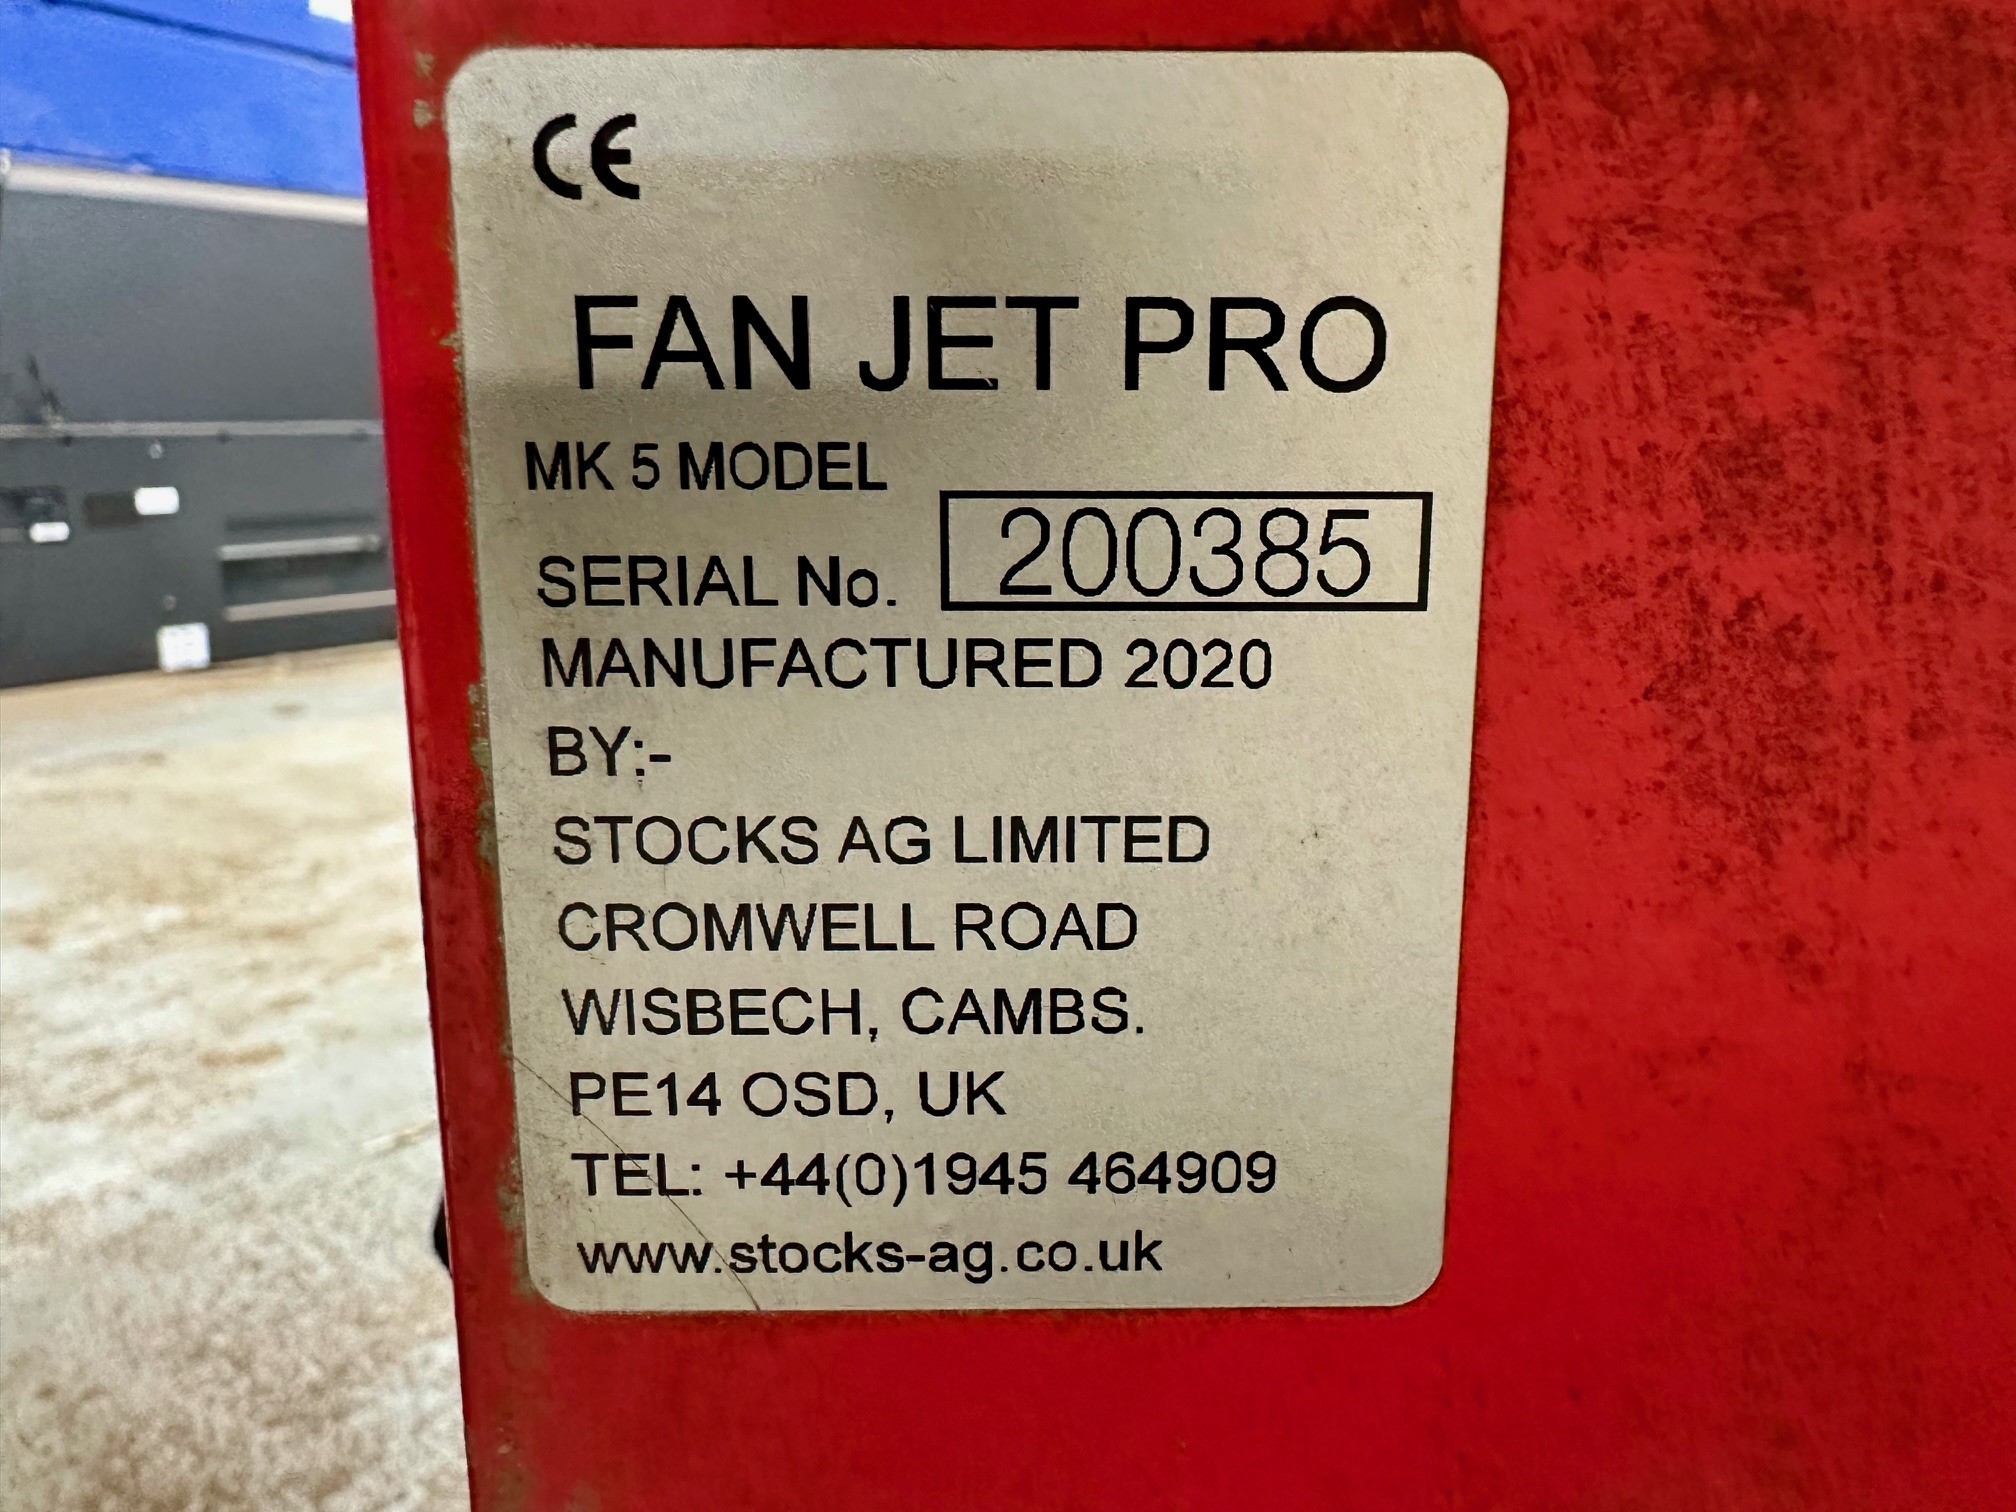 CE
FAN JET PRO
MK 5 MODEL
SERIAL No. 200385
MANUFACTURED 2020
BY:-
STOCKS AG LIMITED
CROMWELL ROAD
WISBECH, CAMBS.
PE14 OSD, UK
TEL: +44(0)1945 464909
www.stocks-ag.co.uk